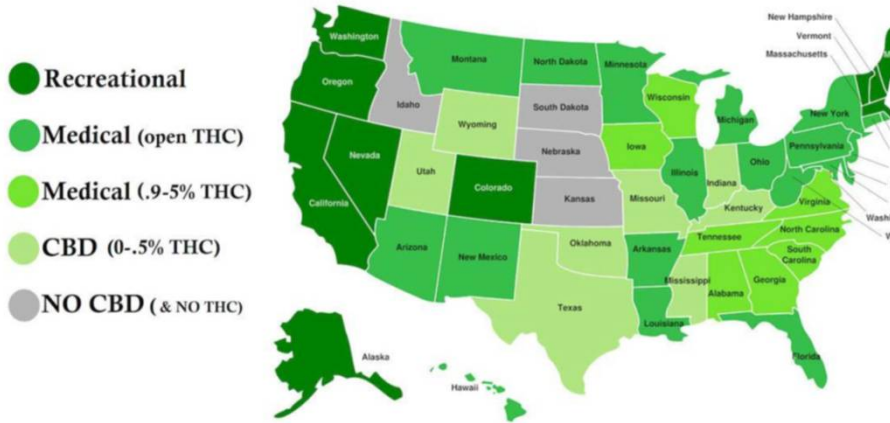 Recreational
Medical (open THC)
Medical (.9-5% THC)
CBD (0-.5% THC)
NO CBD ( & NO THC)
New Hampshire
Vermont
Massachusetts
Washington
Montana
North Dakota
Minnesota
Oregon
Idaho
South Dakota
Wisconsin
Michigan
New York
Wyoming
Nebraska
Iowa
Pennsylvania
Nevada
Utah
Colorado
Illinois
Indiana
Ohio
California
Kansas
Missouri
Kentucky
Virginia
Arizona
New Mexico
Oklahoma
Arkansas
Tennessee
North Carolina
South
Carolina
Texas
Mississippi
Alabama
Georgia
Louisiana
Florida
Alaska
Hawaii